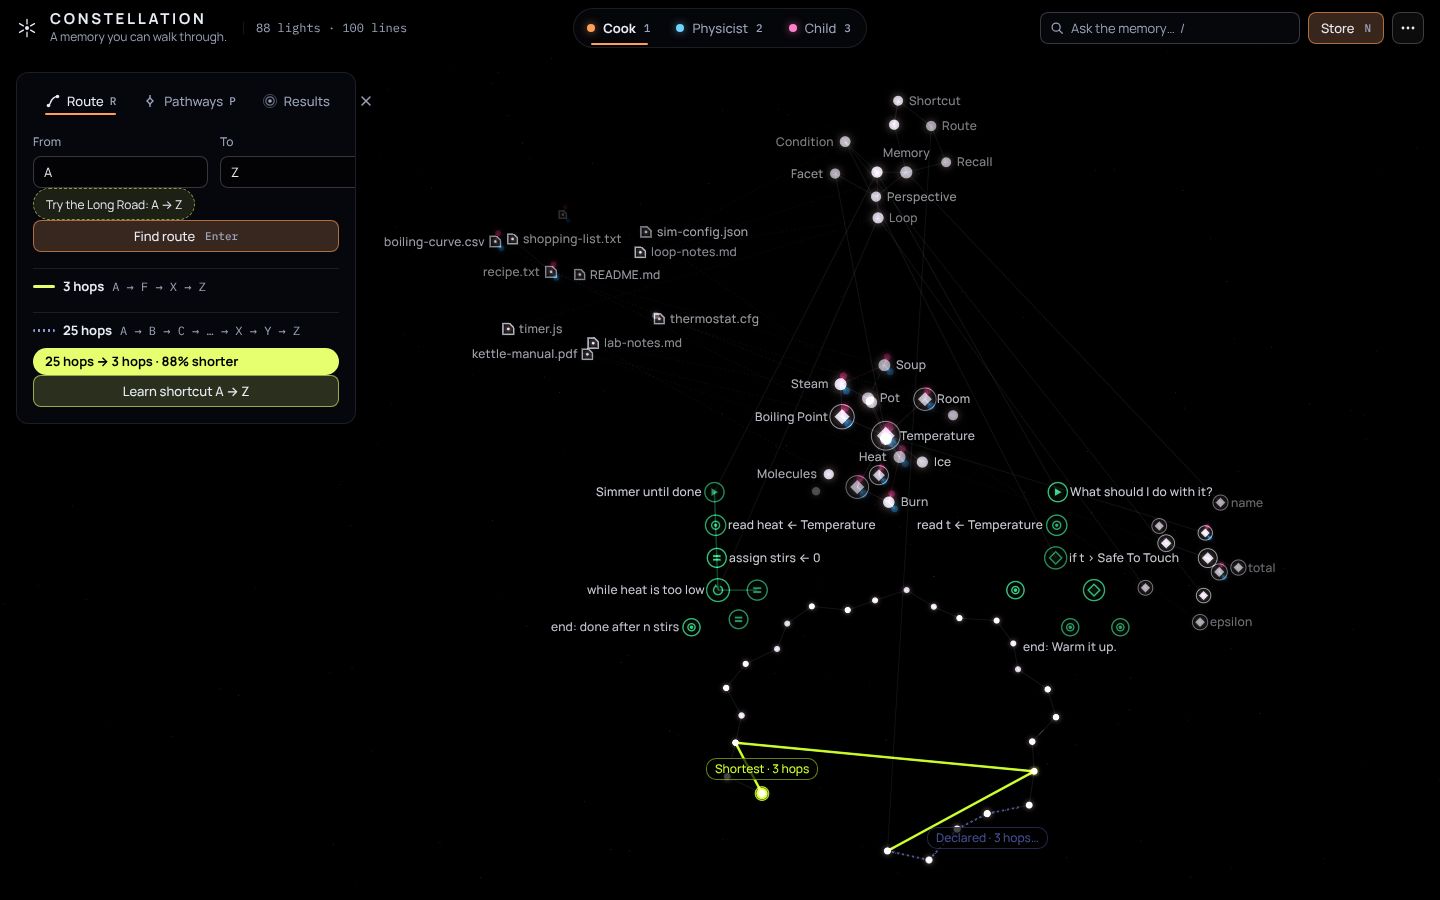 CONSTELLATION
A memory you can walk through.
88 lights · 100 lines
Cook 1
Physicist 2
Child 3
Ask the memory… /
Store N
Route R
Pathways P
Results
From
To
A
Z
Try the Long Road: A → Z
Find route Enter
3 hops A → F → X → Z
25 hops A → B → C → … → X → Y → Z
25 hops → 3 hops · 88% shorter
Learn shortcut A → Z
Shortcut
Route
Condition
Memory
Recall
Facet
Perspective
Loop
boiling-curve.csv
shopping-list.txt
sim-config.json
loop-notes.md
recipe.txt
README.md
thermostat.cfg
timer.js
lab-notes.md
kettle-manual.pdf
Soup
Steam
Pot
Room
Boiling Point
Temperature
Heat
Ice
Molecules
Burn
Simmer until done
What should I do with it?
name
read heat ← Temperature
read t ← Temperature
assign stirs ← 0
if t > Safe To Touch
total
while heat is too low
end: done after n stirs
epsilon
end: Warm it up.
Shortest · 3 hops
Declared · 3 hops…